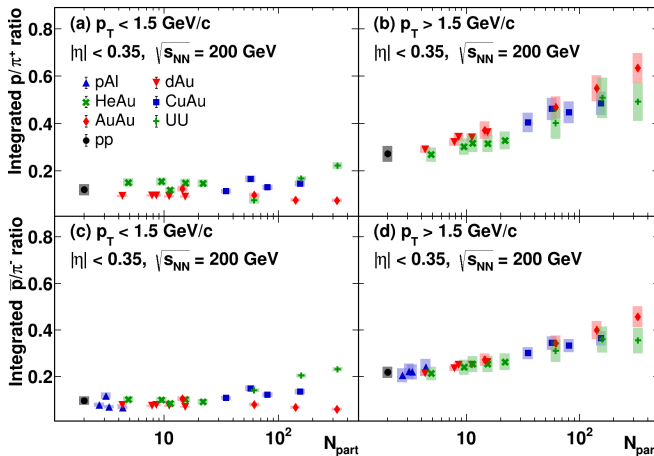 (a) p_T < 1.5 GeV/c
|η| < 0.35, √s_NN = 200 GeV
pAl
dAu
HeAu
CuAu
AuAu
UU
pp
Integrated p/π⁺ ratio
0.8
0.6
0.4
0.2
(b) p_T > 1.5 GeV/c
|η| < 0.35, √s_NN = 200 GeV
(c) p_T < 1.5 GeV/c
|η| < 0.35, √s_NN = 200 GeV
Integrated p̅/π⁻ ratio
0.8
0.6
0.4
0.2
(d) p_T > 1.5 GeV/c
|η| < 0.35, √s_NN = 200 GeV
10
10²
N_part
10
10²
N_par